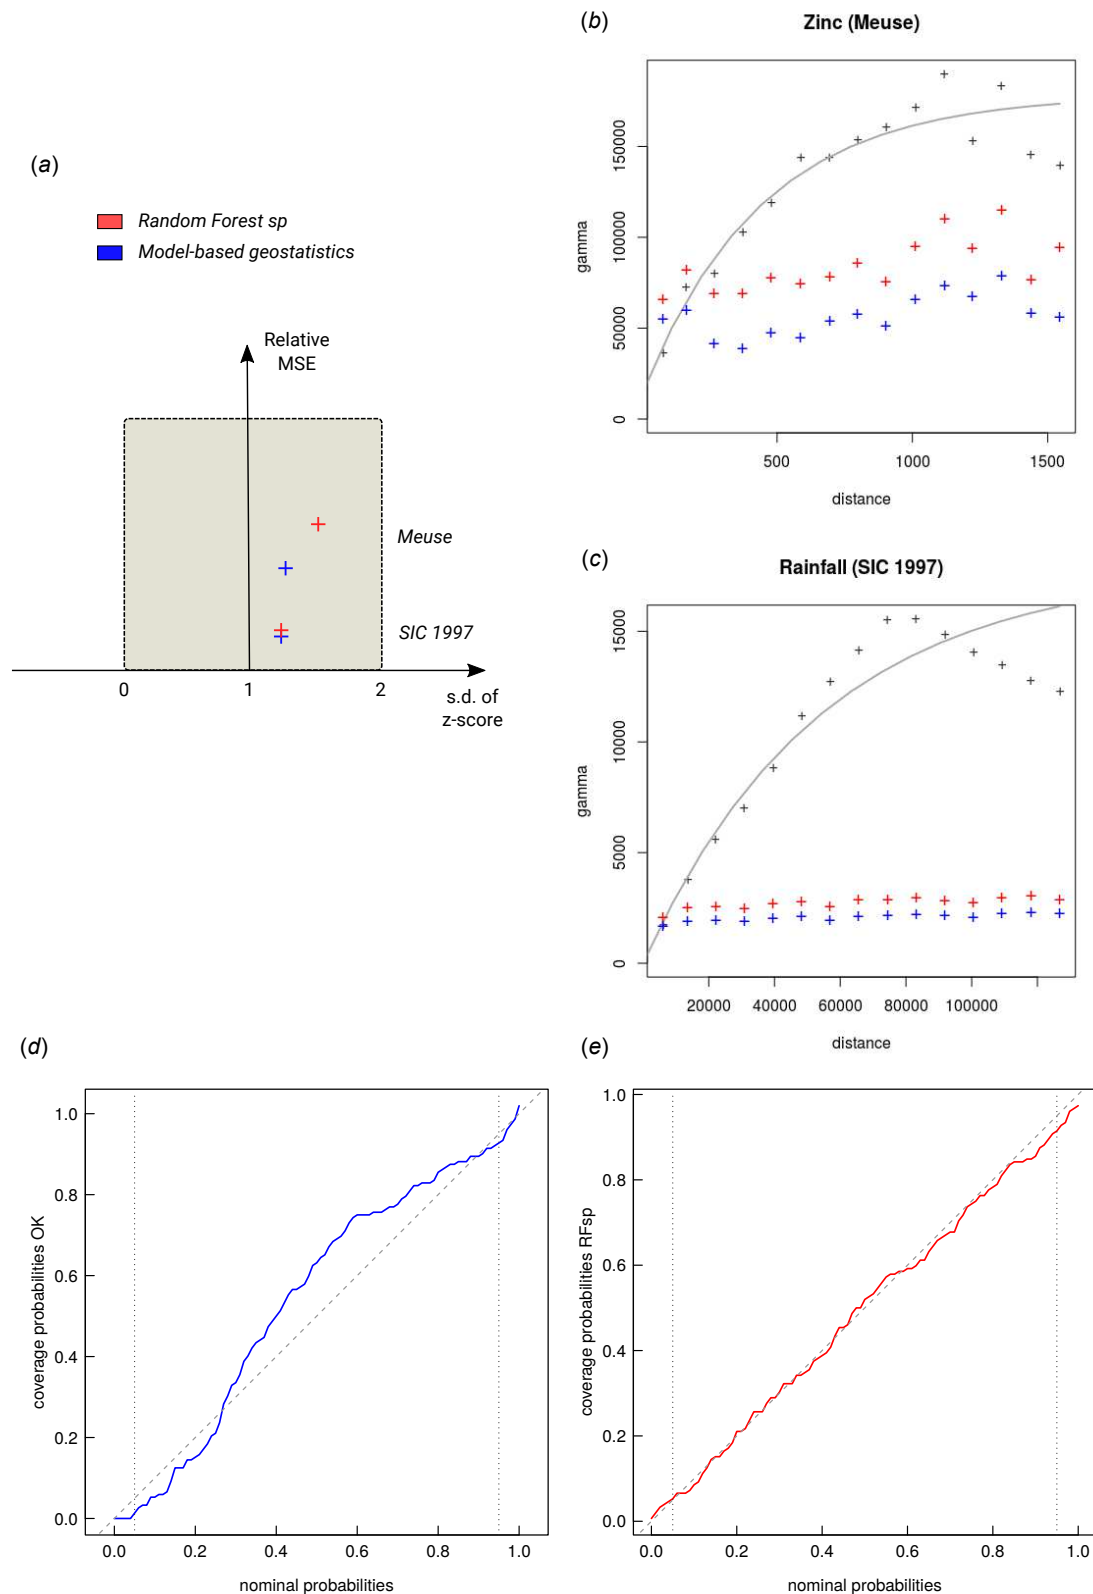 (a)
Random Forest sp
Model-based geostatistics
Relative
MSE
Meuse
SIC 1997
0
1
2
s.d. of
z-score
(b)
Zinc (Meuse)
gamma
150000
100000
50000
0
500
1000
1500
distance
(c)
Rainfall (SIC 1997)
gamma
15000
10000
5000
0
20000
40000
60000
80000
100000
distance
(d)
coverage probabilities OK
1.0
0.8
0.6
0.4
0.2
0.0
0.0
0.2
0.4
0.6
0.8
1.0
nominal probabilities
(e)
coverage probabilities RFsp
1.0
0.8
0.6
0.4
0.2
0.0
0.0
0.2
0.4
0.6
0.8
1.0
nominal probabilities